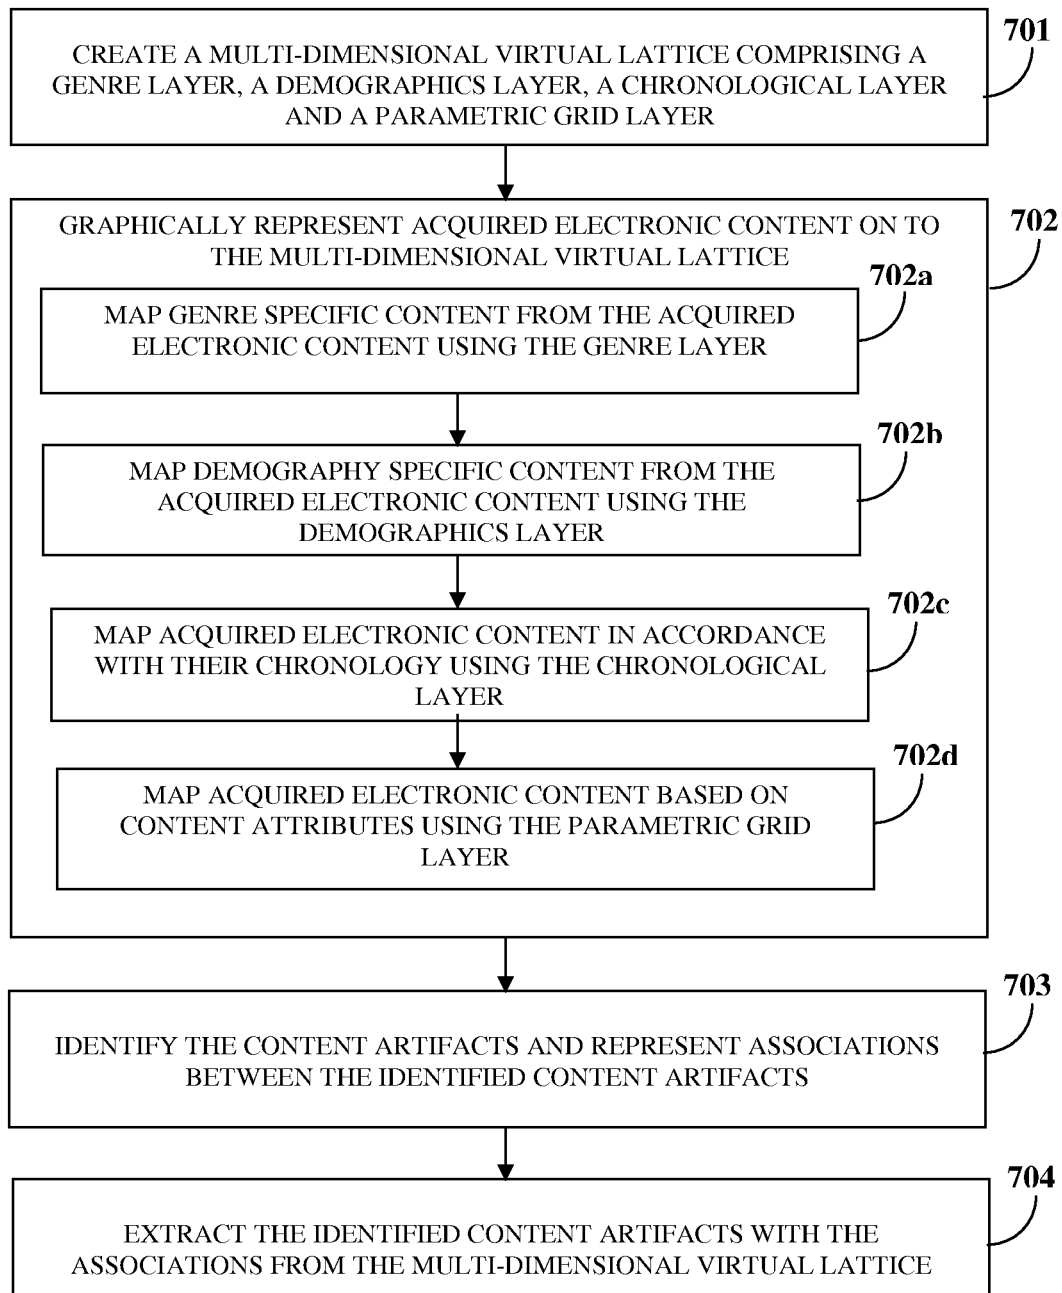 701
CREATE A MULTI-DIMENSIONAL VIRTUAL LATTICE COMPRISING A
GENRE LAYER, A DEMOGRAPHICS LAYER, A CHRONOLOGICAL LAYER
AND A PARAMETRIC GRID LAYER
702
GRAPHICALLY REPRESENT ACQUIRED ELECTRONIC CONTENT ON TO
THE MULTI-DIMENSIONAL VIRTUAL LATTICE
702a
MAP GENRE SPECIFIC CONTENT FROM THE ACQUIRED
ELECTRONIC CONTENT USING THE GENRE LAYER
702b
MAP DEMOGRAPHY SPECIFIC CONTENT FROM THE
ACQUIRED ELECTRONIC CONTENT USING THE
DEMOGRAPHICS LAYER
702c
MAP ACQUIRED ELECTRONIC CONTENT IN ACCORDANCE
WITH THEIR CHRONOLOGY USING THE CHRONOLOGICAL
LAYER
702d
MAP ACQUIRED ELECTRONIC CONTENT BASED ON
CONTENT ATTRIBUTES USING THE PARAMETRIC GRID
LAYER
703
IDENTIFY THE CONTENT ARTIFACTS AND REPRESENT ASSOCIATIONS
BETWEEN THE IDENTIFIED CONTENT ARTIFACTS
704
EXTRACT THE IDENTIFIED CONTENT ARTIFACTS WITH THE
ASSOCIATIONS FROM THE MULTI-DIMENSIONAL VIRTUAL LATTICE